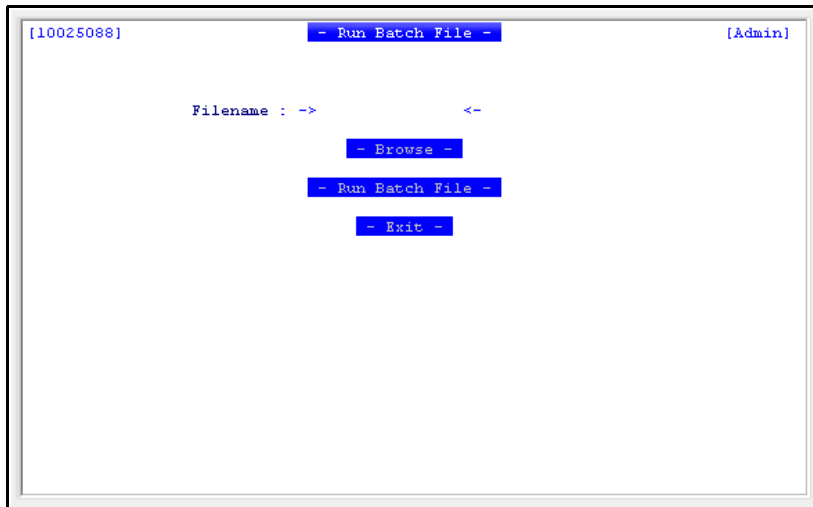 [10025088] - Run Batch File - [Admin]
Filename : -> <-
- Browse -
- Run Batch File -
- Exit -